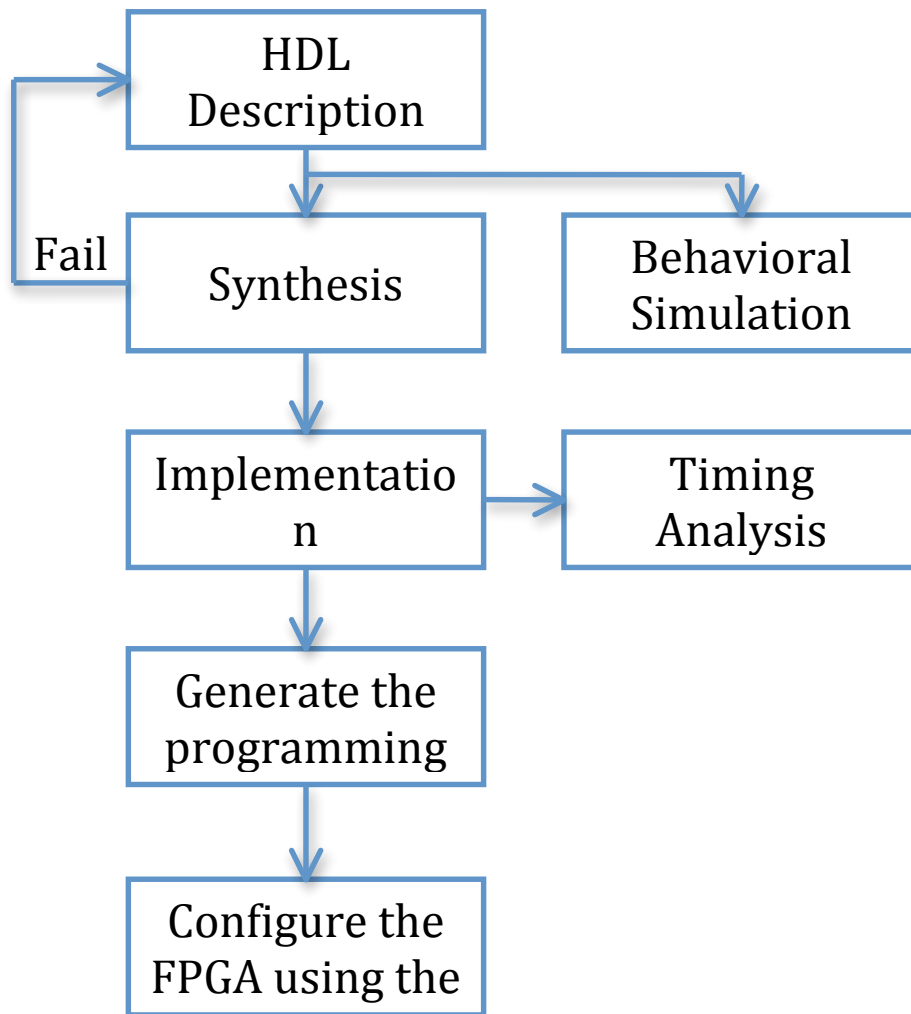 HDL
Description
Fail
Synthesis
Behavioral
Simulation
Implementatio
n
Timing
Analysis
Generate the
programming
Configure the
FPGA using the